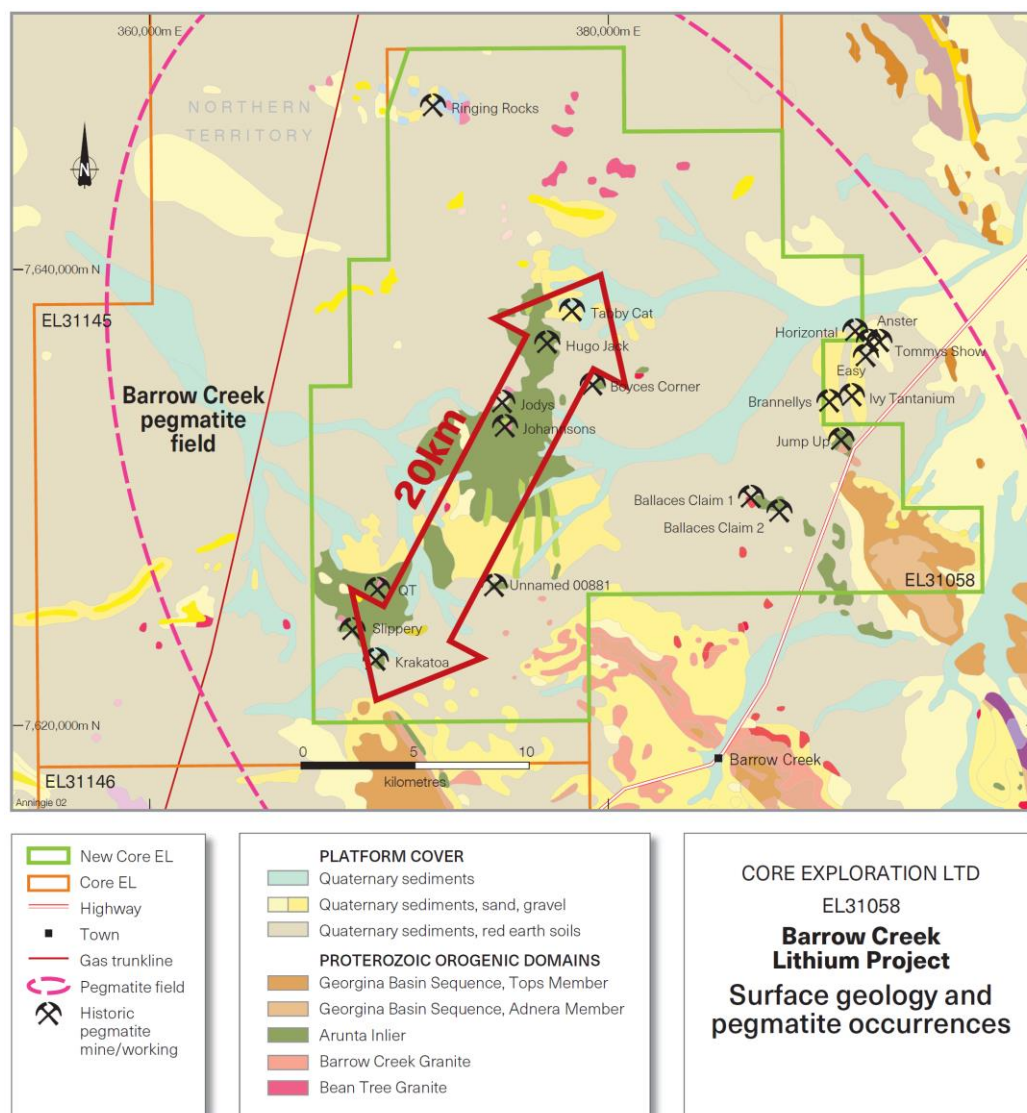 360,000m E
380,000m E
NORTHERN
TERRITORY
N
Ringing Rocks
7,640,000m N
EL31145
Tabby Cat
Hugo Jack
Boyces Corner
Horizontal
Anster
Tommys Show
Easy
Brannellys
Ivy Tantanium
Jump Up
Barrow Creek
pegmatite
field
Jodys
Johannsons
20km
Ballaces Claim 1
Ballaces Claim 2
QT
Unnamed 00881
EL31058
Slippery
Krakatoa
7,620,000m N
0 5 10
kilometres
Barrow Creek
EL31146
Anningie 02
New Core EL
Core EL
Highway
Town
Gas trunkline
Pegmatite field
Historic
pegmatite
mine/working
PLATFORM COVER
Quaternary sediments
Quaternary sediments, sand, gravel
Quaternary sediments, red earth soils
PROTEROZOIC OROGENIC DOMAINS
Georgina Basin Sequence, Tops Member
Georgina Basin Sequence, Adnera Member
Arunta Inlier
Barrow Creek Granite
Bean Tree Granite
CORE EXPLORATION LTD
EL31058
Barrow Creek
Lithium Project
Surface geology and
pegmatite occurrences